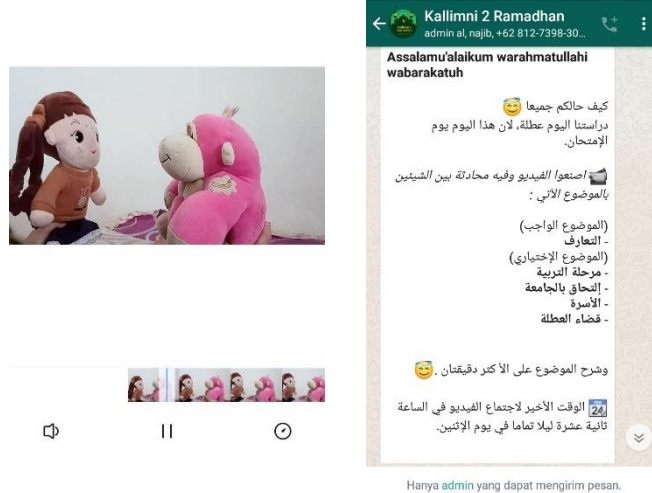 Kallimni 2 Ramadhan
admin al, najib, +62 812-7398-30...
Assalamu'alaikum warahmatullahi
wabarakatuh
كيف حالكم جميعا 😇
دراستنا اليوم عطلة، لان هذا اليوم يوم
الإمتحان.
📹 اصنعوا الفيديو وفيه محادثة بين الشيئين
بالموضوع الآتي :
(الموضوع الواجب)
- التعارف
(الموضوع الإختياري)
- مرحلة التربية
- إلتحاق بالجامعة
- الأسرة
- قضاء العطلة
وشرح الموضوع على الأ كثر دقيقتان . 😇
📆 الوقت الأخير لاجتماع الفيديو في الساعة
ثانية عشرة ليلا تماما في يوم الإثنين.
Hanya admin yang dapat mengirim pesan.